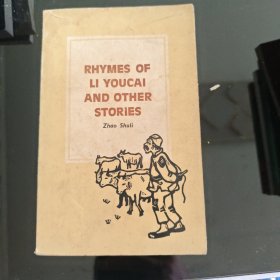 RHYMES OF
LI YOUCAI
AND OTHER
STORIES
Zhao Shuli